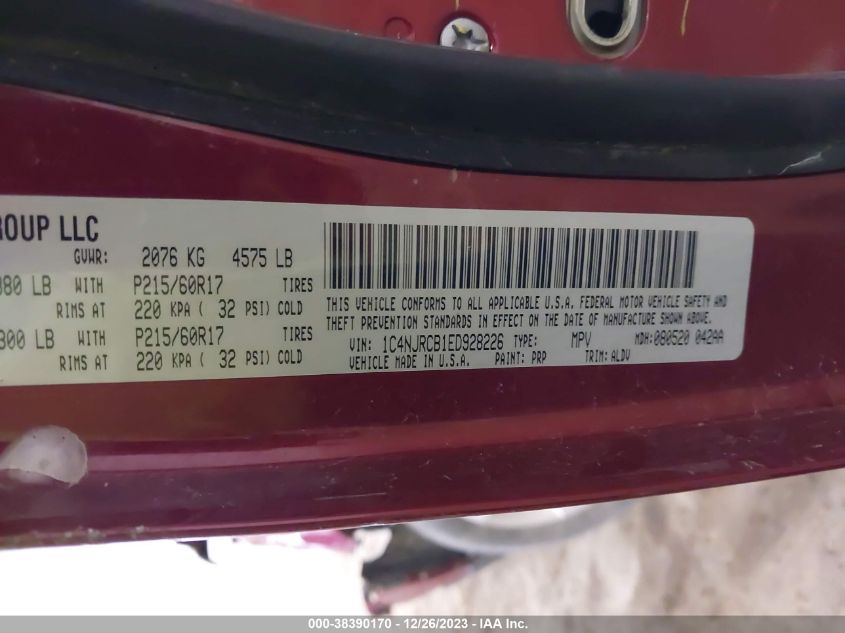 ROUP LLC
GVWR: 2076 KG 4575 LB
LB WITH P215/60R17 TIRES
RIMS AT 220 KPA ( 32 PSI) COLD
LB WITH P215/60R17 TIRES
RIMS AT 220 KPA ( 32 PSI) COLD
THIS VEHICLE CONFORMS TO ALL APPLICABLE U.S.A. FEDERAL MOTOR VEHICLE SAFETY AND
THEFT PREVENTION STANDARDS IN EFFECT ON THE DATE OF MANUFACTURE SHOWN ABOVE.
VIN: 1C4NJRCB1ED928226 TYPE: MPV MDH: 080520 042AA
VEHICLE MADE IN U.S.A. PAINT: PRP TRIM: ALDV
000-38390170 - 12/26/2023 - IAA Inc.